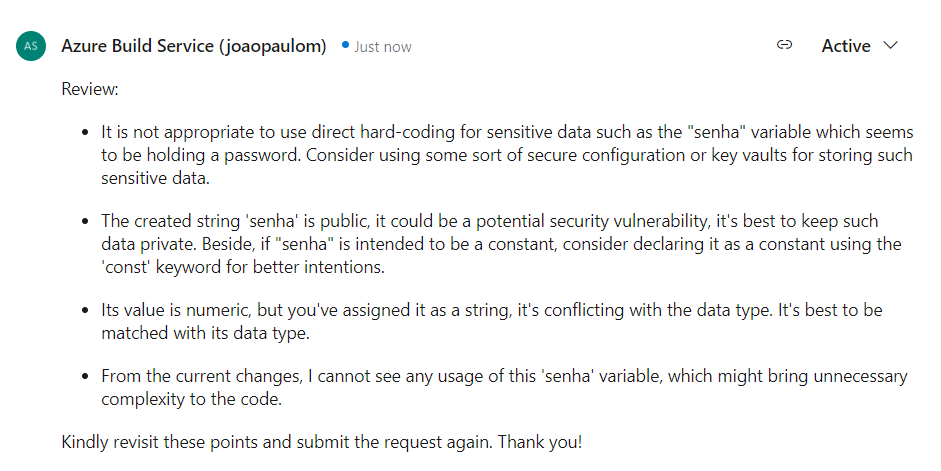 AS Azure Build Service (joaopaulom) Just now Active
Review:
It is not appropriate to use direct hard-coding for sensitive data such as the "senha" variable which seems
to be holding a password. Consider using some sort of secure configuration or key vaults for storing such
sensitive data.
The created string 'senha' is public, it could be a potential security vulnerability, it's best to keep such
data private. Beside, if "senha" is intended to be a constant, consider declaring it as a constant using the
'const' keyword for better intentions.
Its value is numeric, but you've assigned it as a string, it's conflicting with the data type. It's best to be
matched with its data type.
From the current changes, I cannot see any usage of this 'senha' variable, which might bring unnecessary
complexity to the code.
Kindly revisit these points and submit the request again. Thank you!